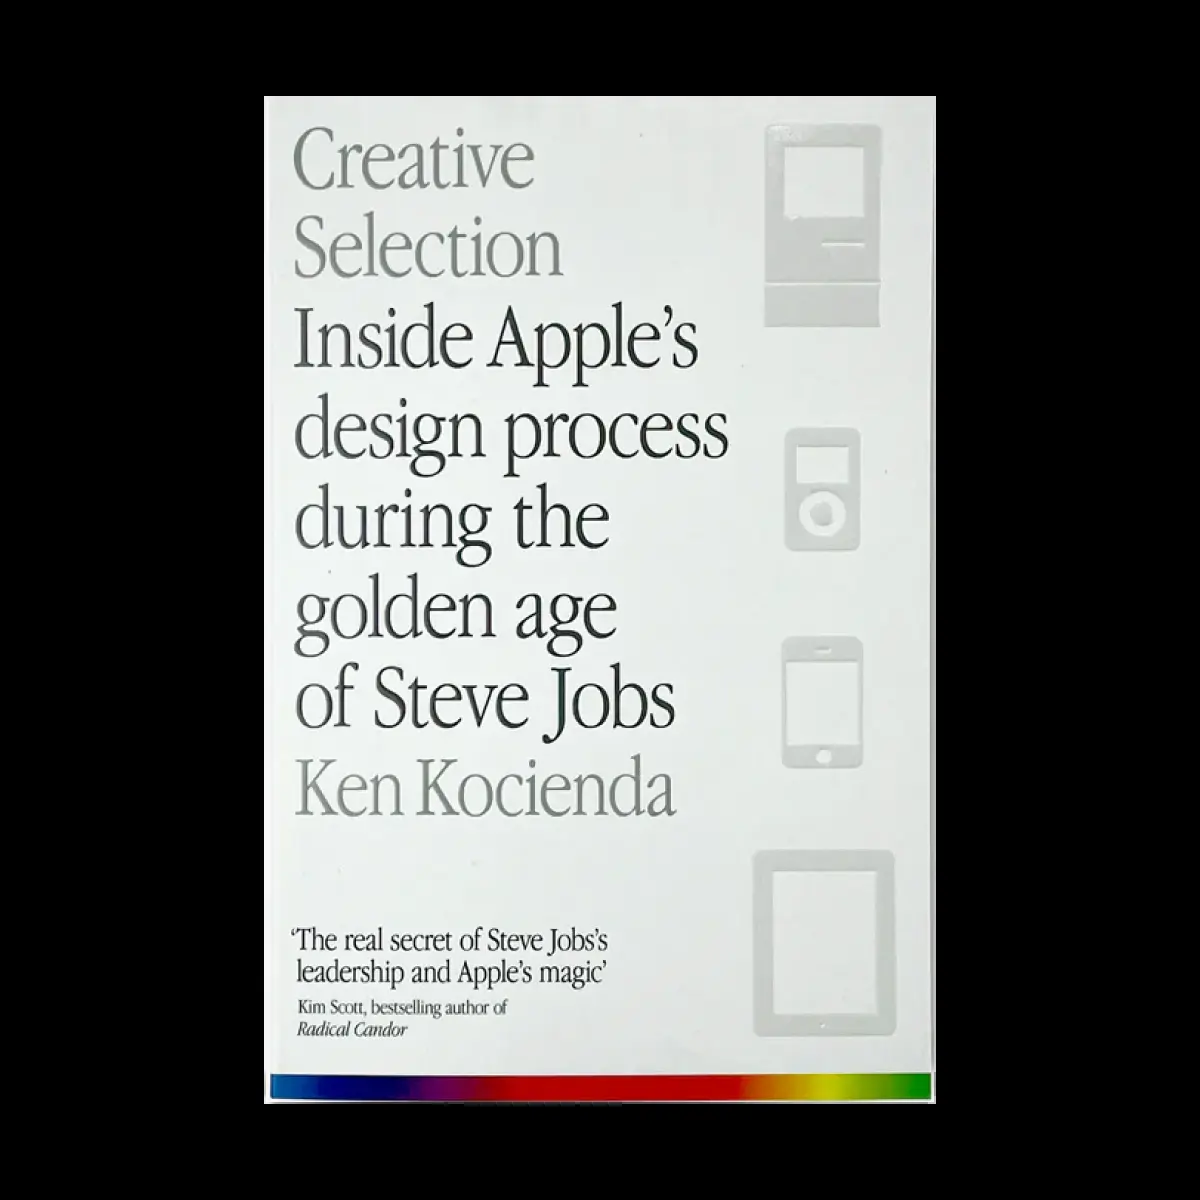 Creative
Selection
Inside Apple’s
design process
during the
golden age
of Steve Jobs
Ken Kocienda
‘The real secret of Steve Jobs’s
leadership and Apple’s magic’
Kim Scott, bestselling author of
Radical Candor